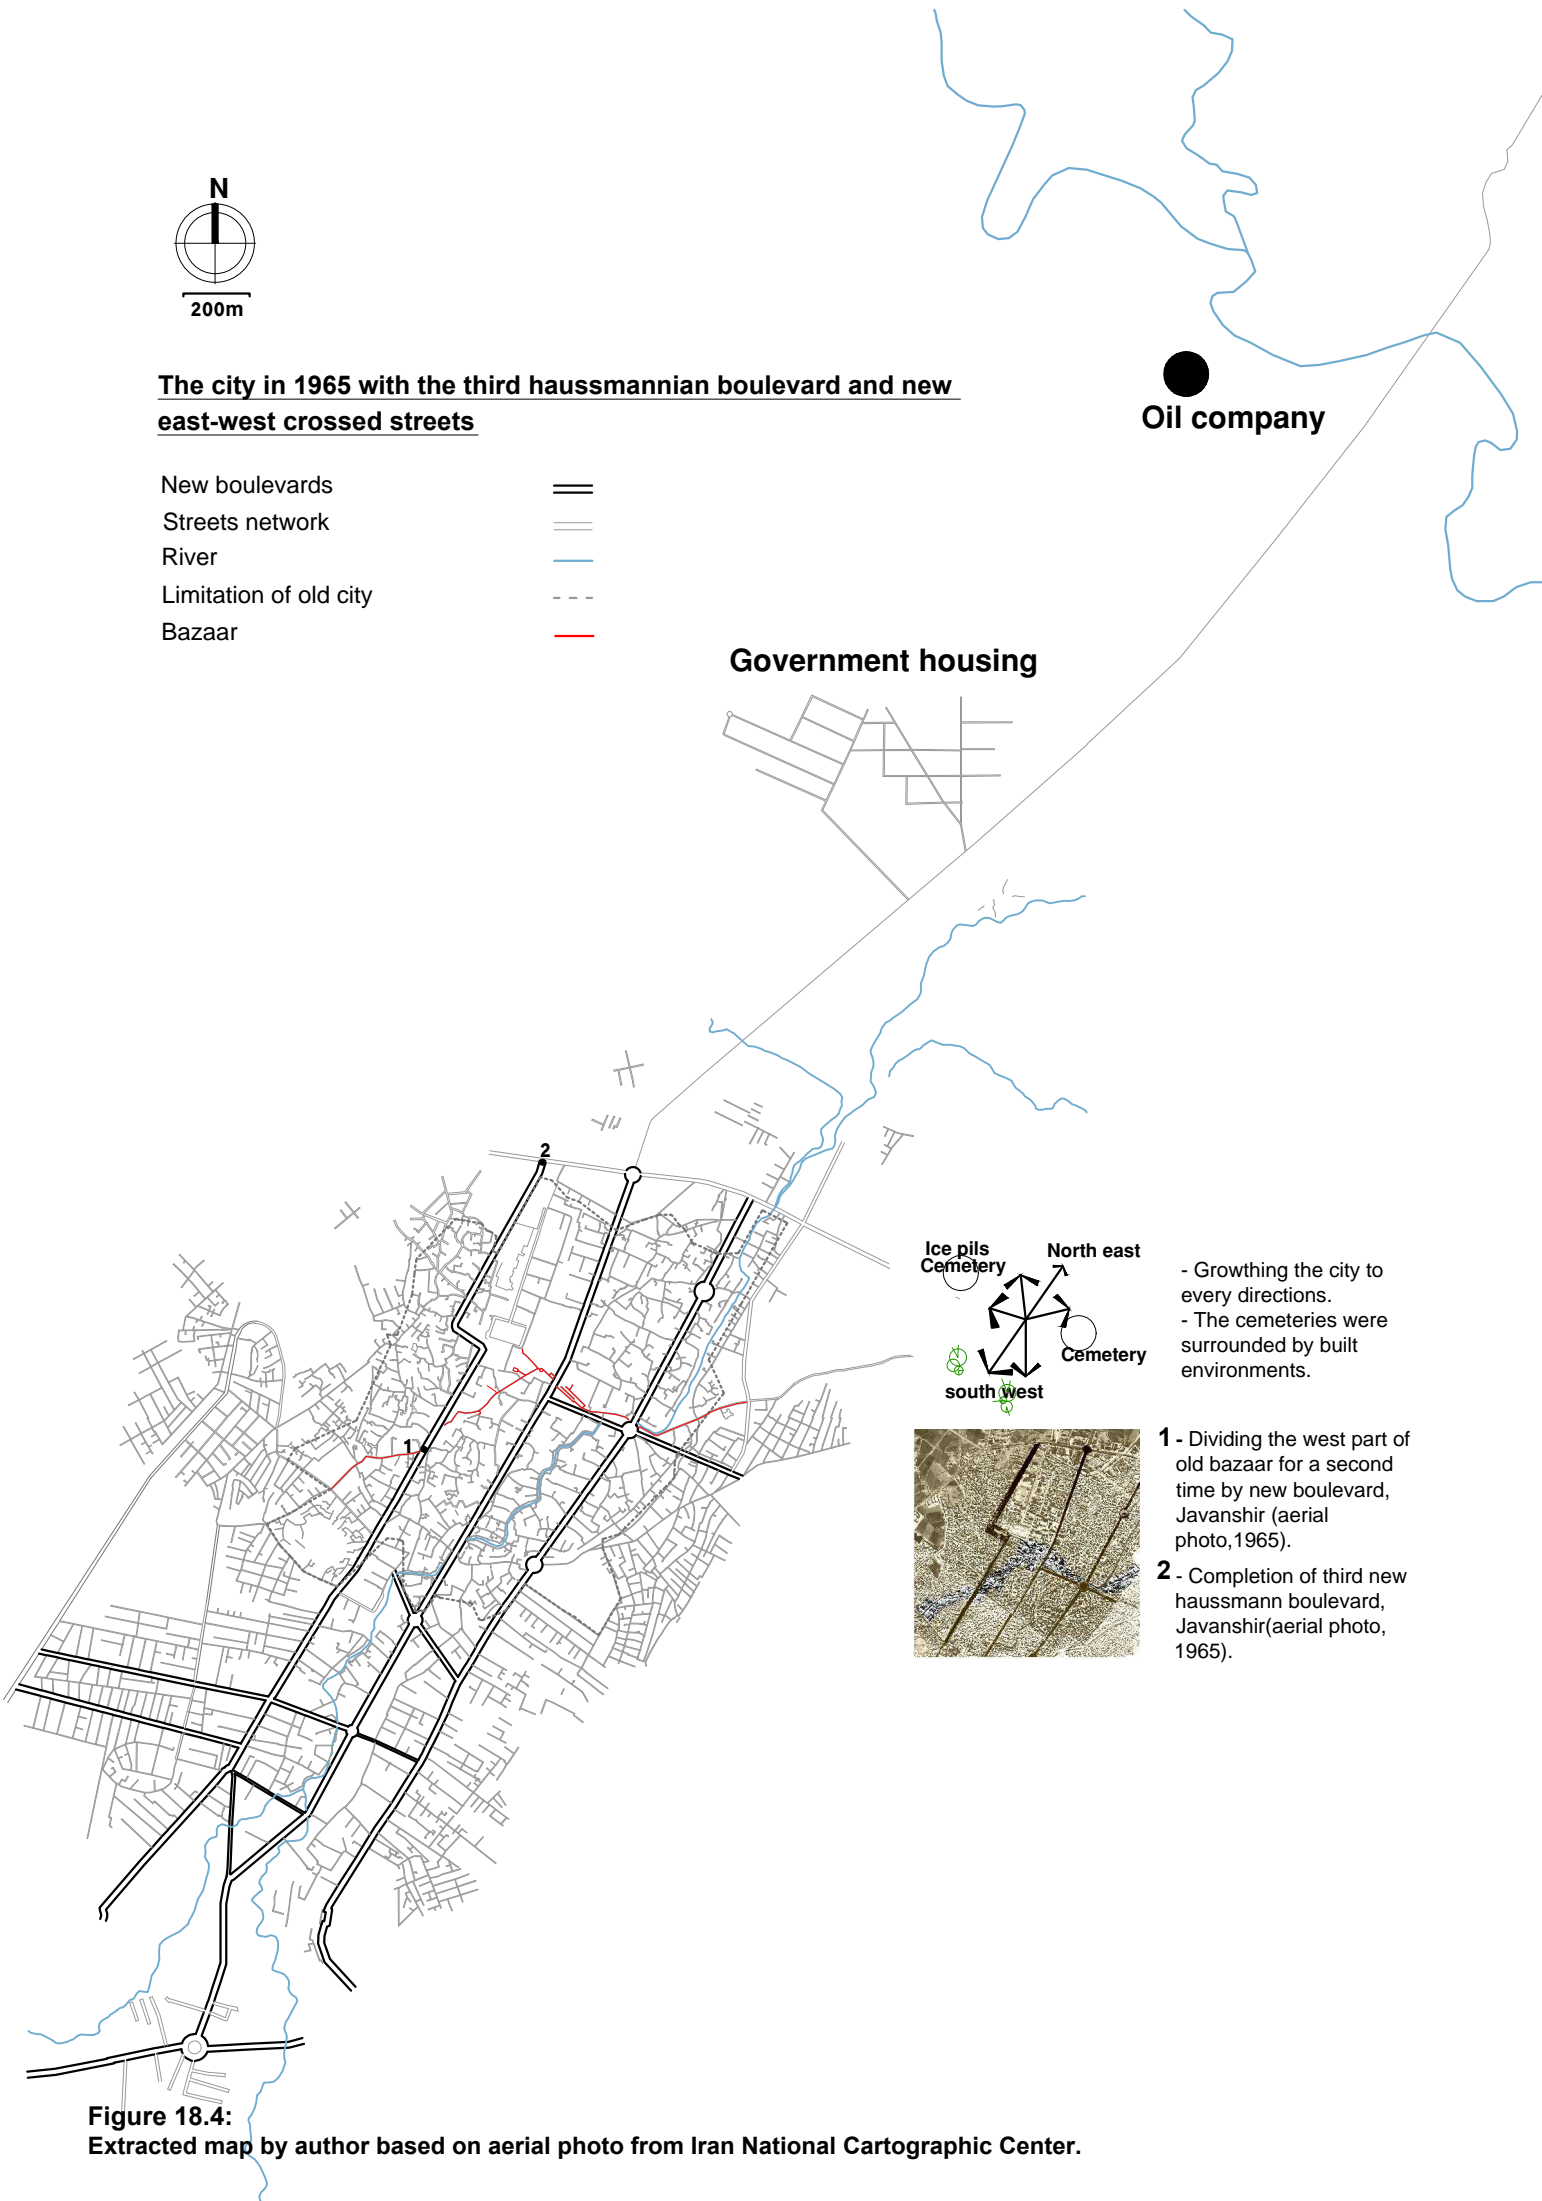 N
200m
The city in 1965 with the third haussmannian boulevard and new
east-west crossed streets
New boulevards
Streets network
River
Limitation of old city
Bazaar
Oil company
Government housing
2
1
Ice pils
Cemetery
North east
Cemetery
south west
- Growthing the city to
every directions.
- The cemeteries were
surrounded by built
environments.
1 - Dividing the west part of
old bazaar for a second
time by new boulevard,
Javanshir (aerial
photo,1965).
2 - Completion of third new
haussmann boulevard,
Javanshir(aerial photo,
1965).
Figure 18.4:
Extracted map by author based on aerial photo from Iran National Cartographic Center.